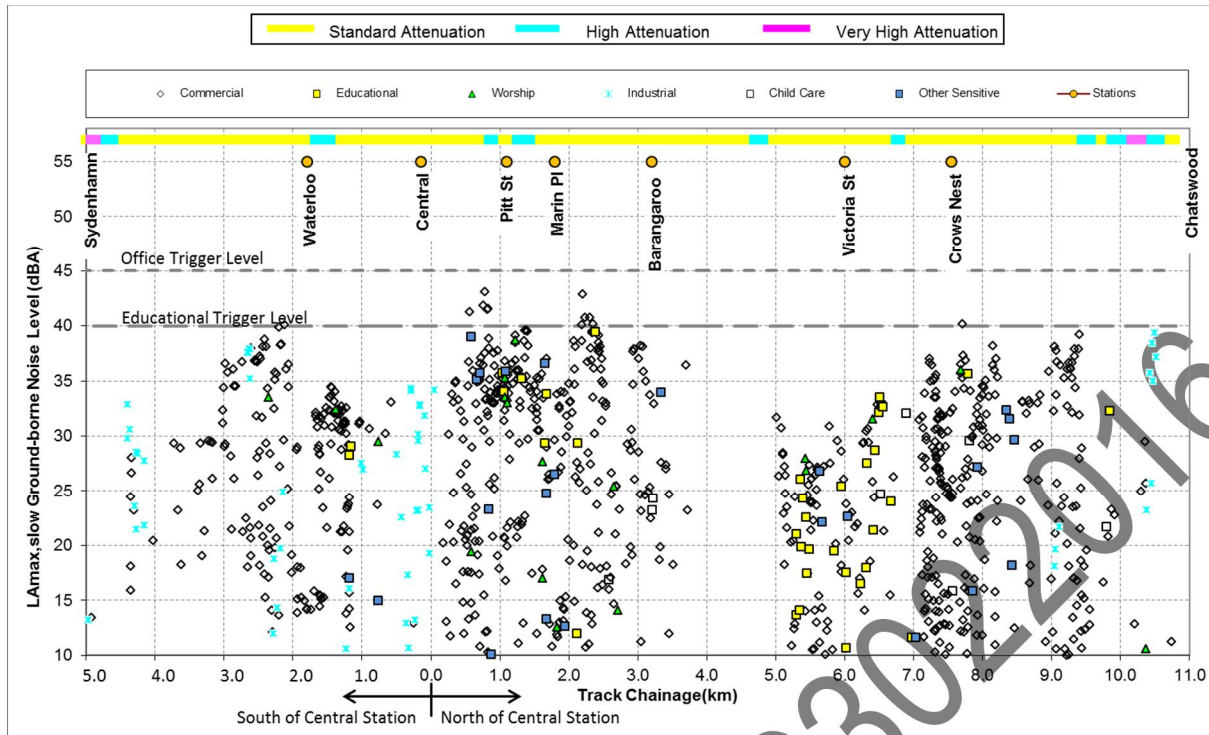 Standard Attenuation High Attenuation Very High Attenuation
Commercial Educational Worship Industrial Child Care Other Sensitive Stations
Sydenhamn
Waterloo
Central
Pitt St
Marin Pl
Barangaroo
Victoria St
Crows Nest
Chatswood
LAmax,slow Ground-borne Noise Level (dBA)
55
50
45
40
35
30
25
20
15
10
Office Trigger Level
Educational Trigger Level
5.0 4.0 3.0 2.0 1.0 0.0 1.0 2.0 3.0 4.0 5.0 6.0 7.0 8.0 9.0 10.0 11.0
Track Chainage(km)
South of Central Station North of Central Station